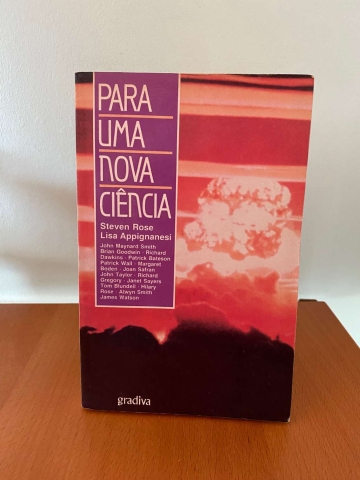 PARA
UMA
NOVA
CIÊNCIA
Steven Rose
Lisa Appignanesi
John Maynard Smith
Brian Goodwin · Richard
Dawkins · Patrick Bateson
Patrick Wall · Margaret
Boden · Joan Safran
John Taylor · Richard
Gregory · Janet Sayers
Tom Blundell · Hilary
Rose · Alwyn Smith
James Watson
gradiva